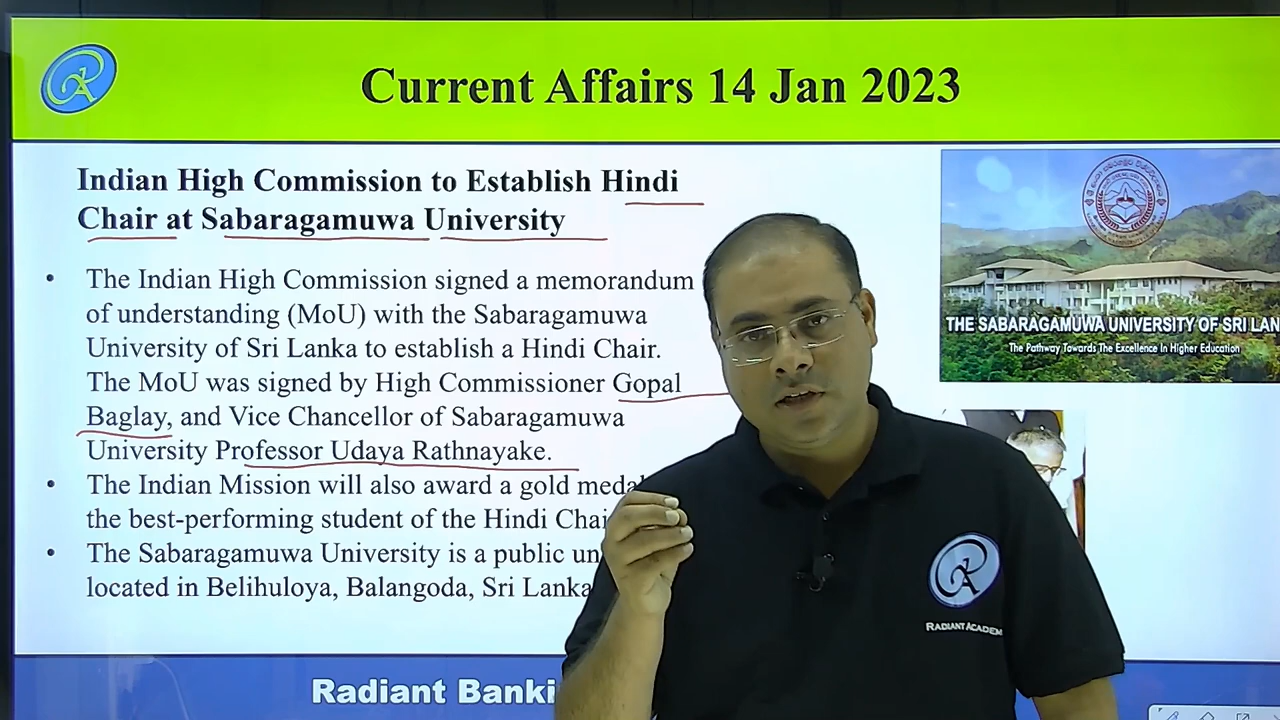 Current Affairs 14 Jan 2023
Indian High Commission to Establish Hindi
Chair at Sabaragamuwa University
• The Indian High Commission signed a memorandum
of understanding (MoU) with the Sabaragamuwa
University of Sri Lanka to establish a Hindi Chair.
The MoU was signed by High Commissioner Gopal
Baglay, and Vice Chancellor of Sabaragamuwa
University Professor Udaya Rathnayake.
• The Indian Mission will also award a gold medal
the best-performing student of the Hindi Chai
• The Sabaragamuwa University is a public un
located in Belihuloya, Balangoda, Sri Lanka
THE SABARAGAMUWA UNIVERSITY OF SRI LAN
The Pathway Towards The Excellence In Higher Education
RADIANT ACADEM
Radiant Banki